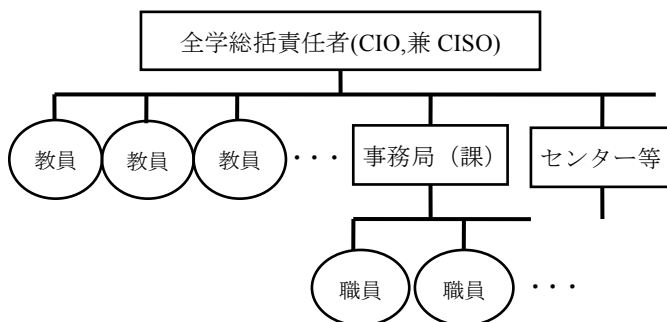 全学総括責任者(CIO,兼 CISO)
教員
教員
教員
・・・
事務局（課）
センター等
職員
職員
・・・